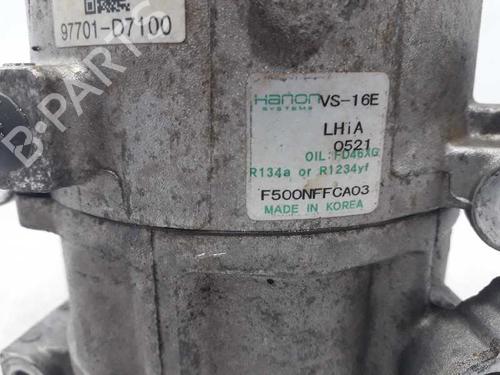 97701-D7100
B-PARTS
Hanon VS-16E
SYSTEMS
LHiA
0521
OIL:FD46XG
R134a or R1234yf
F500NFFCA03
MADE IN KOREA